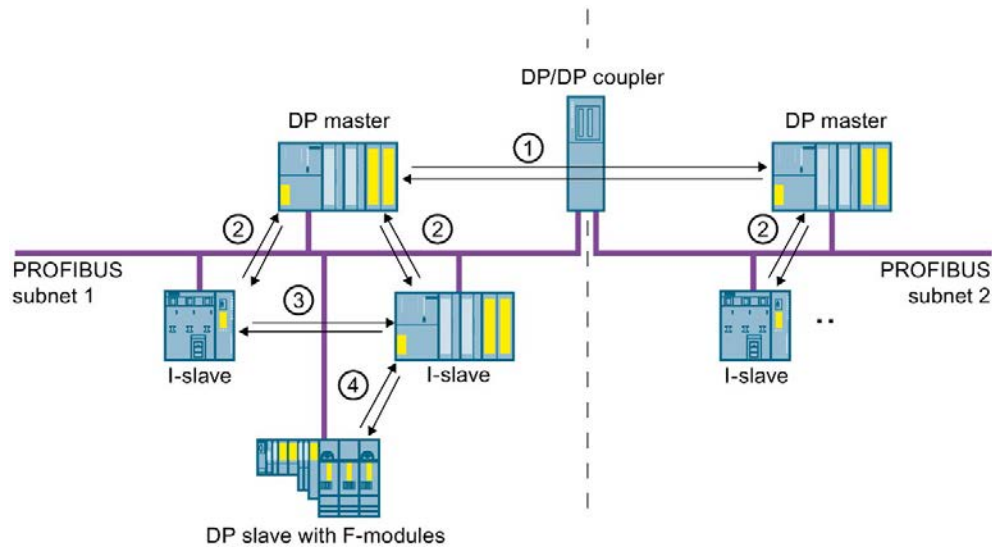 DP/DP coupler
DP master
DP master
①
②
②
②
PROFIBUS
subnet 1
PROFIBUS
subnet 2
③
I-slave
I-slave
I-slave
..
④
DP slave with F-modules